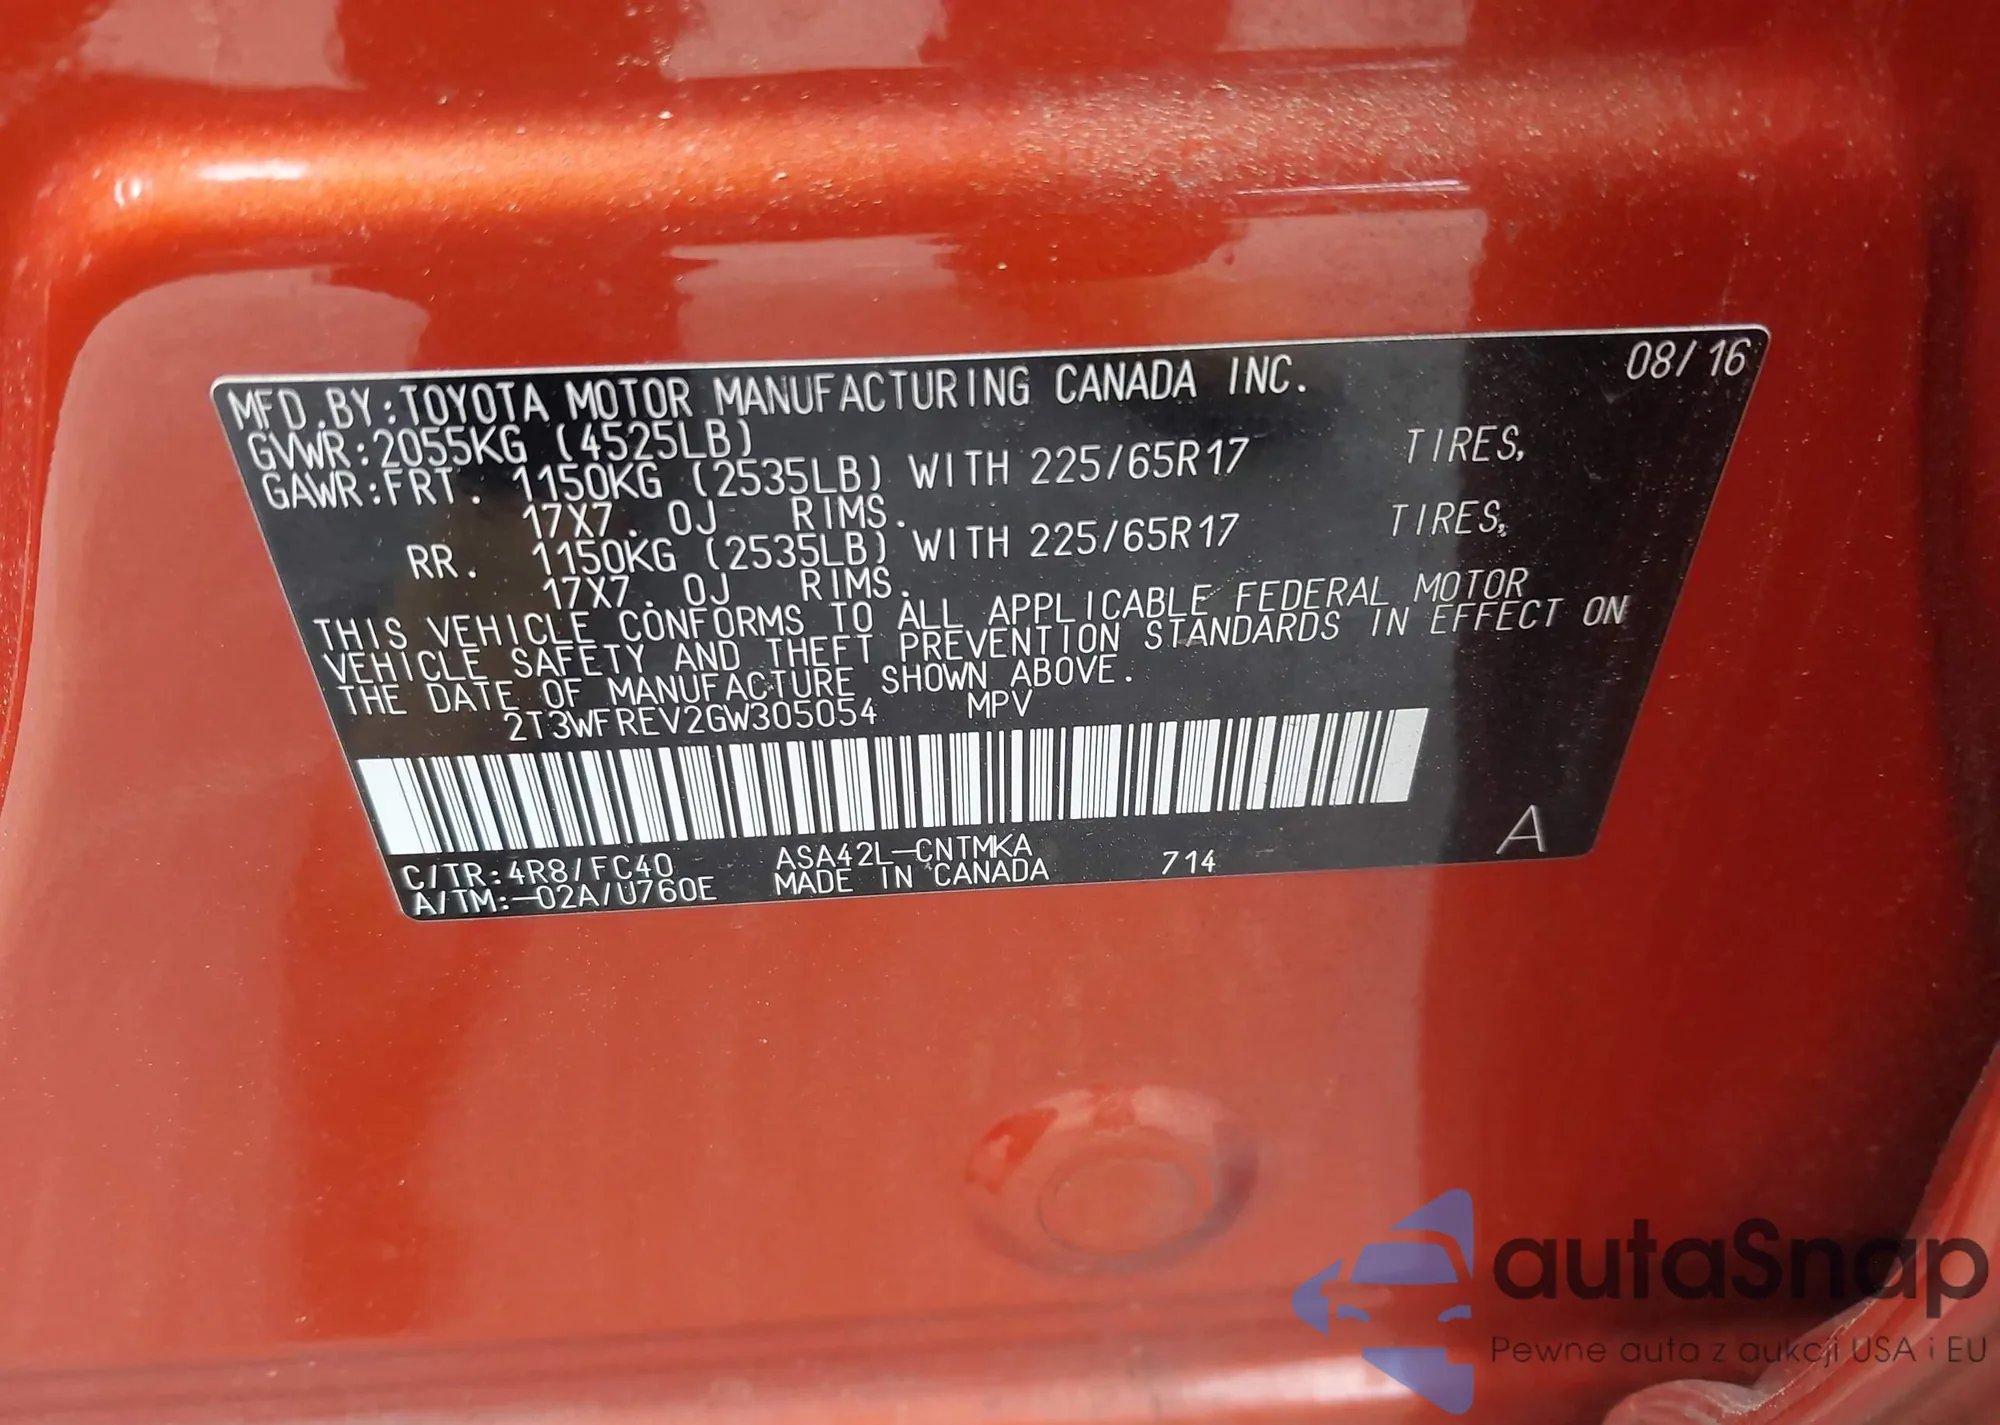 08/16
MFD.BY:TOYOTA MOTOR MANUFACTURING CANADA INC.
GVWR:2055KG (4525LB)
GAWR:FRT. 1150KG (2535LB) WITH 225/65R17 TIRES,
17X7.0J RIMS.
RR. 1150KG (2535LB) WITH 225/65R17 TIRES,
17X7.0J RIMS.
THIS VEHICLE CONFORMS TO ALL APPLICABLE FEDERAL MOTOR
VEHICLE SAFETY AND THEFT PREVENTION STANDARDS IN EFFECT ON
THE DATE OF MANUFACTURE SHOWN ABOVE.
2T3WFREV2GW305054 MPV
C/TR:4R8/FC40 ASA42L-CNTMKA
A/TM:-02A/U760E MADE IN CANADA 714
A
autaSnap
Pewne auta z aukcji USA i EU